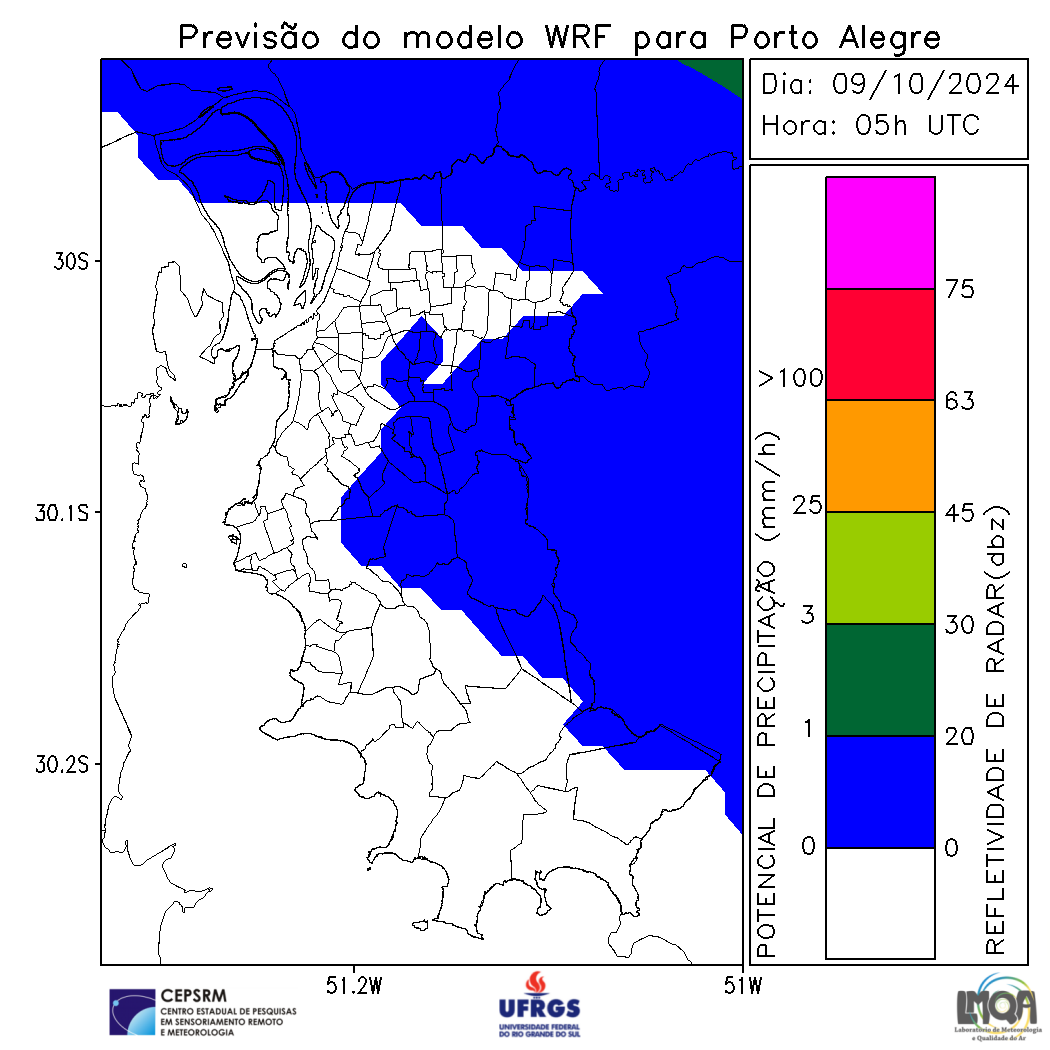 Previsão do modelo WRF para Porto Alegre
Dia: 09/10/2024
Hora: 05h UTC
30S
30.1S
30.2S
51.2W
51W
POTENCIAL DE PRECIPITAÇÃO (mm/h)
>100
25
3
1
0
75
63
45
30
20
0
REFLETIVIDADE DE RADAR(dbz)
CEPSRM
CENTRO ESTADUAL DE PESQUISAS
EM SENSORIAMENTO REMOTO
E METEOROLOGIA
UFRGS
UNIVERSIDADE FEDERAL
DO RIO GRANDE DO SUL
LMQA
Laboratório de Meteorologia
e Qualidade do Ar